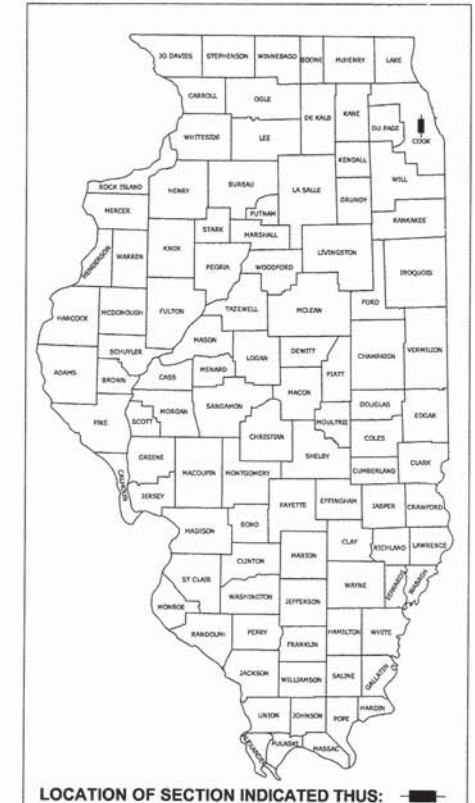 JO DAVIES
STEPHENSON
WINNEBAGO
BOONE
McHENRY
LAKE
CARROLL
OGLE
DE KALB
KANE
DU PAGE
COOK
WHITESIDE
LEE
KENDALL
WILL
ROCK ISLAND
HENRY
BUREAU
LA SALLE
GRUNDY
MERCER
PUTNAM
KANKAKEE
STARK
MARSHALL
HENDERSON
WARREN
KNOX
PEORIA
WOODFORD
LIVINGSTON
IROQUOIS
HANCOCK
MCDONOUGH
FULTON
TAZEWELL
MCLEAN
FORD
MASON
SCHUYLER
LOGAN
DEWITT
CHAMPAIGN
VERMILION
ADAMS
BROWN
CASS
MENARD
PIATT
MACON
PIKE
SCOTT
MORGAN
SANGAMON
DOUGLAS
EDGAR
CHRISTIAN
MOULTRIE
COLES
GREENE
SHELBY
CALHOUN
JERSEY
MACOUPIN
MONTGOMERY
CUMBERLAND
CLARK
FAYETTE
EFFINGHAM
JASPER
CRAWFORD
MADISON
BOND
CLAY
RICHLAND
LAWRENCE
MARION
ST CLAIR
CLINTON
WAYNE
EDWARDS
WABASH
WASHINGTON
JEFFERSON
MONROE
RANDOLPH
PERRY
HAMILTON
WHITE
FRANKLIN
JACKSON
WILLIAMSON
SALINE
GALLATIN
UNION
JOHNSON
POPE
HARDIN
ALEXANDER
PULASKI
MASSAC
LOCATION OF SECTION INDICATED THUS: